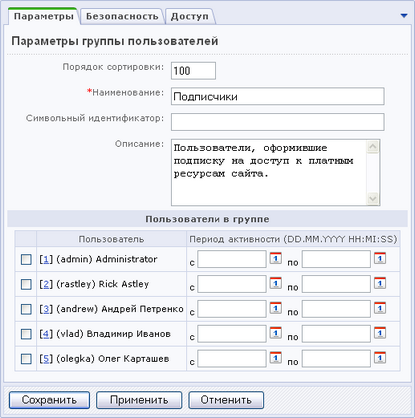 Параметры Безопасность Доступ
Параметры группы пользователей
Порядок сортировки: 100
*Наименование: Подписчики
Символьный идентификатор:
Описание: Пользователи, оформившие
подписку на доступ к платным
ресурсам сайта.
Пользователи в группе
Пользователь Период активности (DD.MM.YYYY HH:MI:SS)
[1] (admin) Administrator с по
[2] (rastley) Rick Astley с по
[3] (andrew) Андрей Петренко с по
[4] (vlad) Владимир Иванов с по
[5] (olegka) Олег Карташев с по
Сохранить Применить Отменить